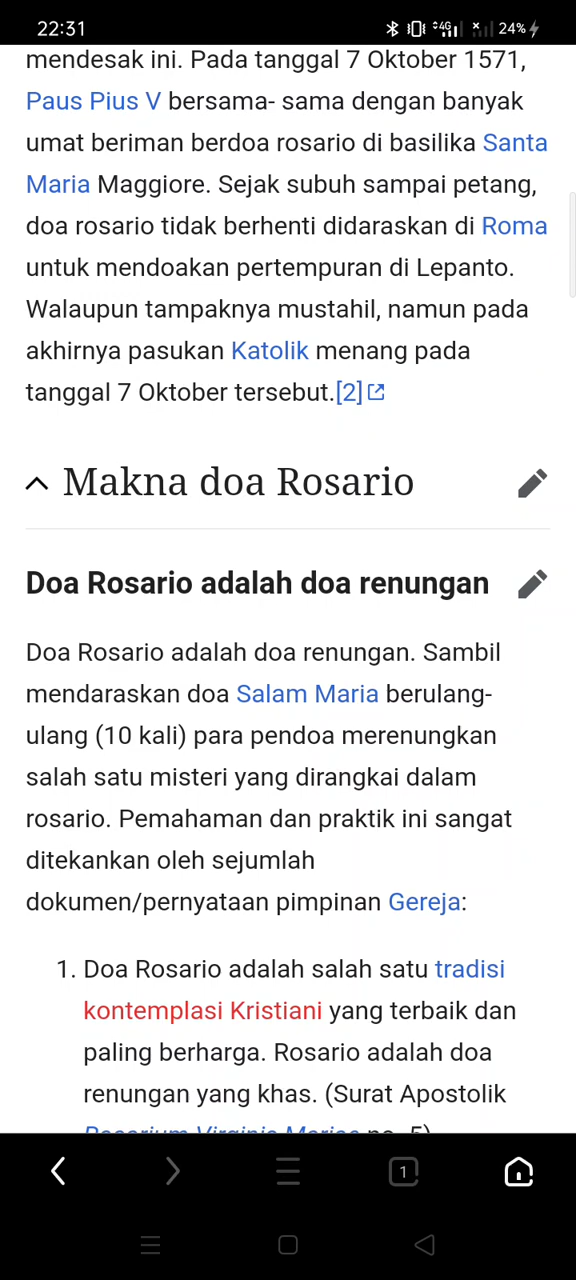 22:31
4G
24%
mendesak ini. Pada tanggal 7 Oktober 1571,
Paus Pius V bersama- sama dengan banyak
umat beriman berdoa rosario di basilika Santa
Maria Maggiore. Sejak subuh sampai petang,
doa rosario tidak berhenti didaraskan di Roma
untuk mendoakan pertempuran di Lepanto.
Walaupun tampaknya mustahil, namun pada
akhirnya pasukan Katolik menang pada
tanggal 7 Oktober tersebut.[2]
Makna doa Rosario
Doa Rosario adalah doa renungan
Doa Rosario adalah doa renungan. Sambil
mendaraskan doa Salam Maria berulang-
ulang (10 kali) para pendoa merenungkan
salah satu misteri yang dirangkai dalam
rosario. Pemahaman dan praktik ini sangat
ditekankan oleh sejumlah
dokumen/pernyataan pimpinan Gereja:
1. Doa Rosario adalah salah satu tradisi
kontemplasi Kristiani yang terbaik dan
paling berharga. Rosario adalah doa
renungan yang khas. (Surat Apostolik
Rosarium Virginis Mariae no. 5)
1